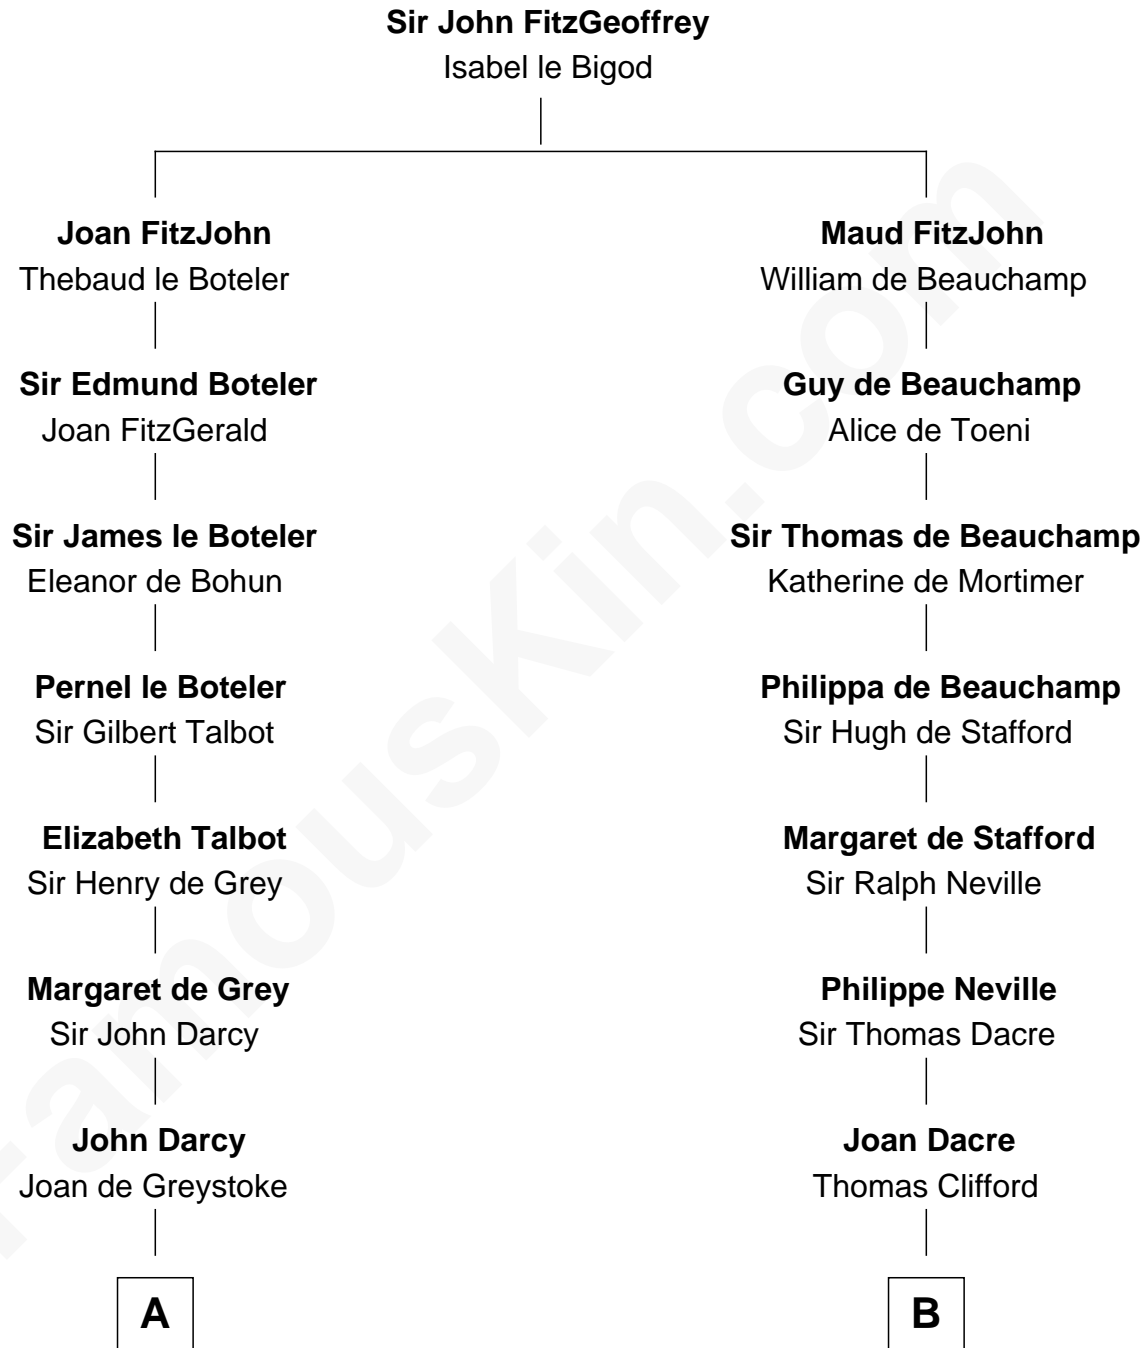 Sir John FitzGeoffrey
Isabel le Bigod
Joan FitzJohn
Thebaud le Boteler
Maud FitzJohn
William de Beauchamp
Sir Edmund Boteler
Joan FitzGerald
Guy de Beauchamp
Alice de Toeni
Sir James le Boteler
Eleanor de Bohun
Sir Thomas de Beauchamp
Katherine de Mortimer
Pernel le Boteler
Sir Gilbert Talbot
Philippa de Beauchamp
Sir Hugh de Stafford
Elizabeth Talbot
Sir Henry de Grey
Margaret de Stafford
Sir Ralph Neville
Margaret de Grey
Sir John Darcy
Philippe Neville
Sir Thomas Dacre
John Darcy
Joan de Greystoke
Joan Dacre
Thomas Clifford
A
B
FamousKin.com